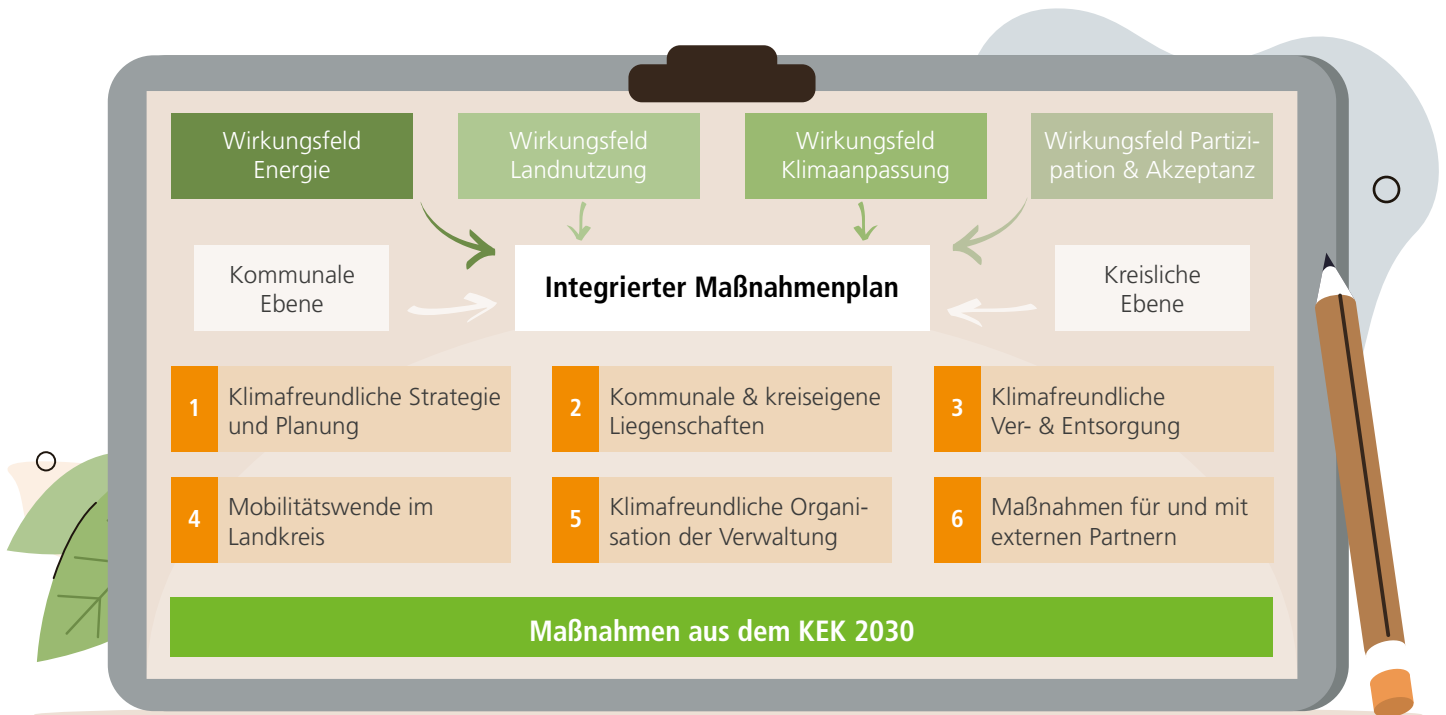 Wirkungsfeld
Energie
Wirkungsfeld
Landnutzung
Wirkungsfeld
Klimaanpassung
Wirkungsfeld Partizi-
pation & Akzeptanz
Kommunale
Ebene
Integrierter Maßnahmenplan
Kreisliche
Ebene
1
Klimafreundliche Strategie
und Planung
2
Kommunale & kreiseigene
Liegenschaften
3
Klimafreundliche
Ver- & Entsorgung
4
Mobilitätswende im
Landkreis
5
Klimafreundliche Organi-
sation der Verwaltung
6
Maßnahmen für und mit
externen Partnern
Maßnahmen aus dem KEK 2030